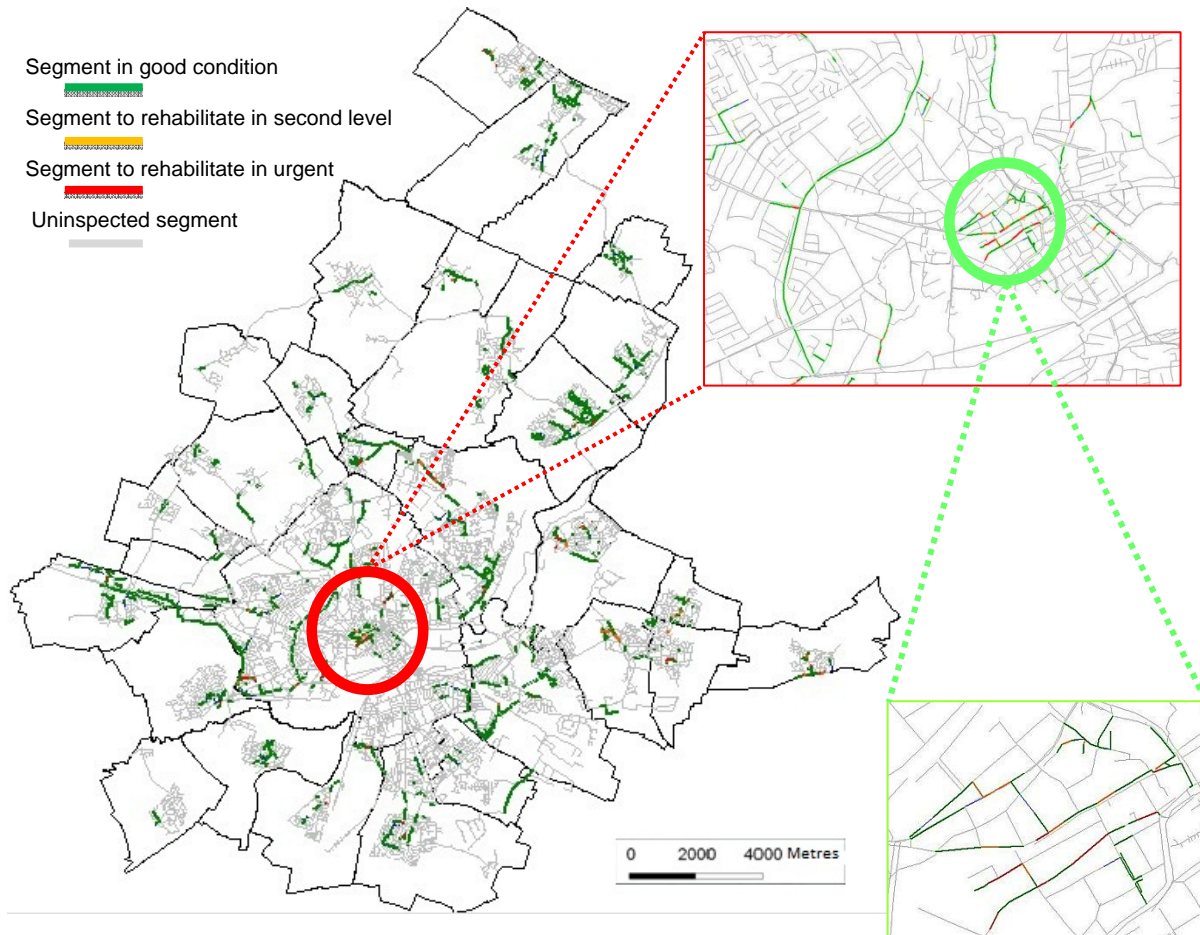 Segment in good condition
Segment to rehabilitate in second level
Segment to rehabilitate in urgent
Uninspected segment
0 2000 4000 Metres